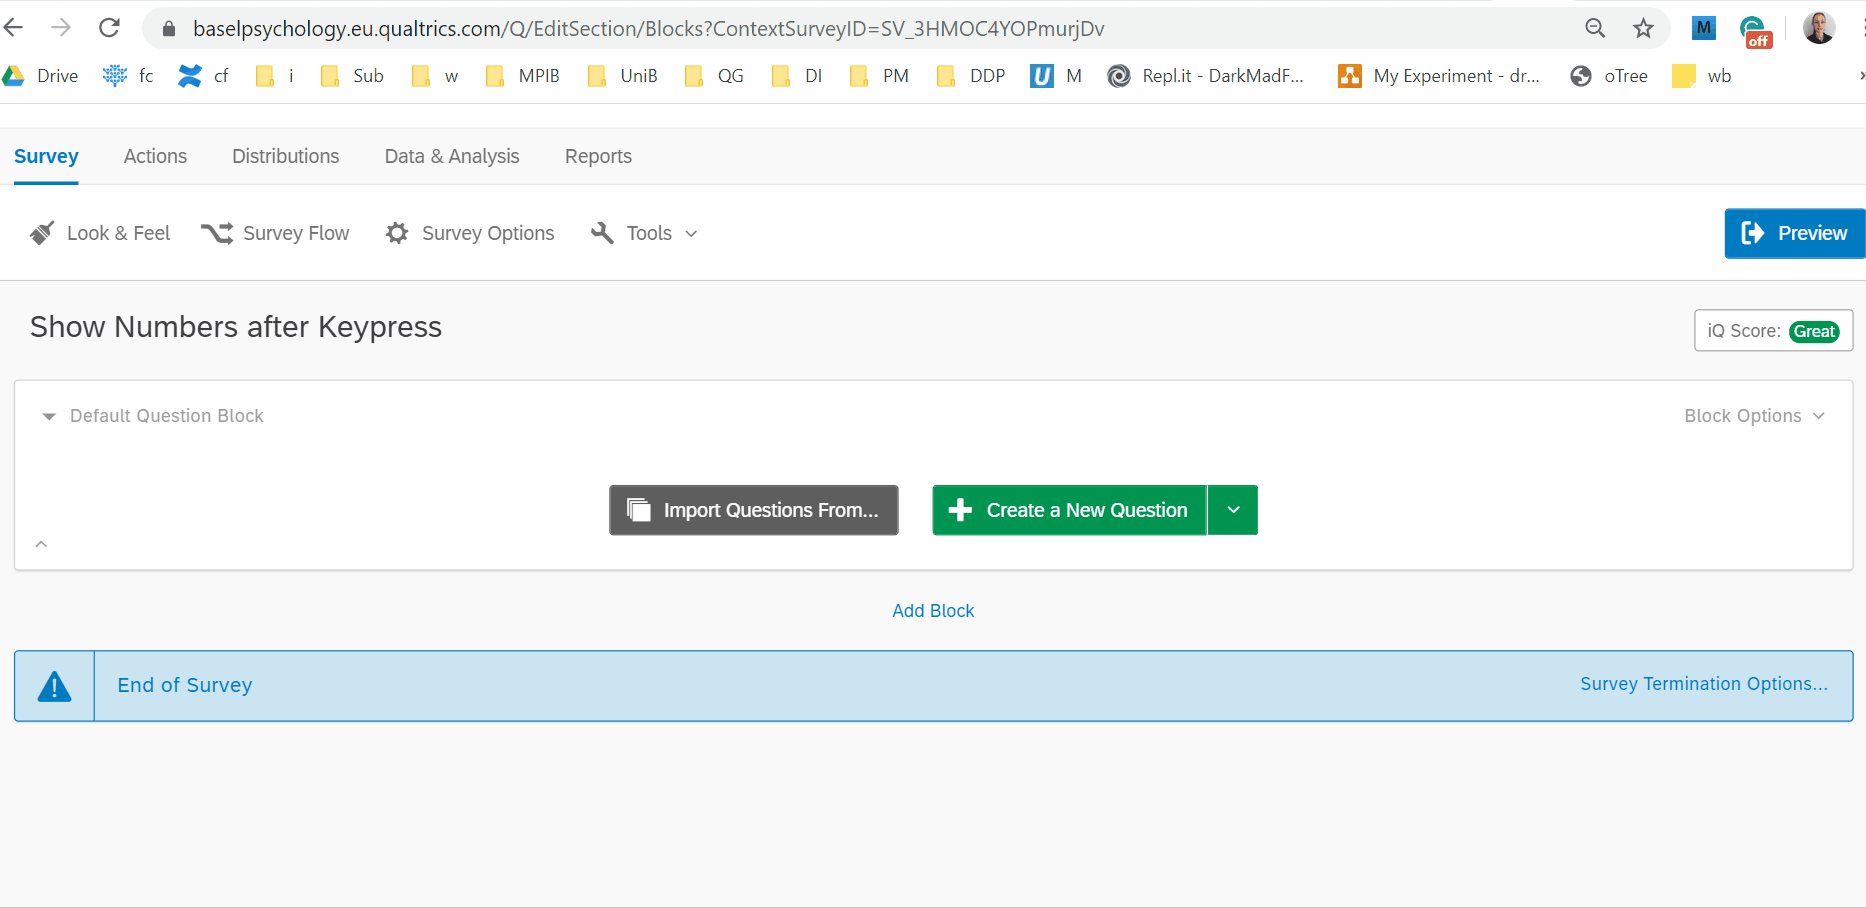 baselpsychology.eu.qualtrics.com/Q/EditSection/Blocks?ContextSurveyID=SV_3HMOC4YOPmurjDv M off
Drive fc cf i Sub w MPIB UniB QG DI PM DDP U M Repl.it - DarkMadF... My Experiment - dr... oTree wb »
Survey Actions Distributions Data & Analysis Reports
Look & Feel Survey Flow Survey Options Tools Preview
Show Numbers after Keypress iQ Score: Great
Default Question Block Block Options
Import Questions From... Create a New Question
Add Block
End of Survey Survey Termination Options...